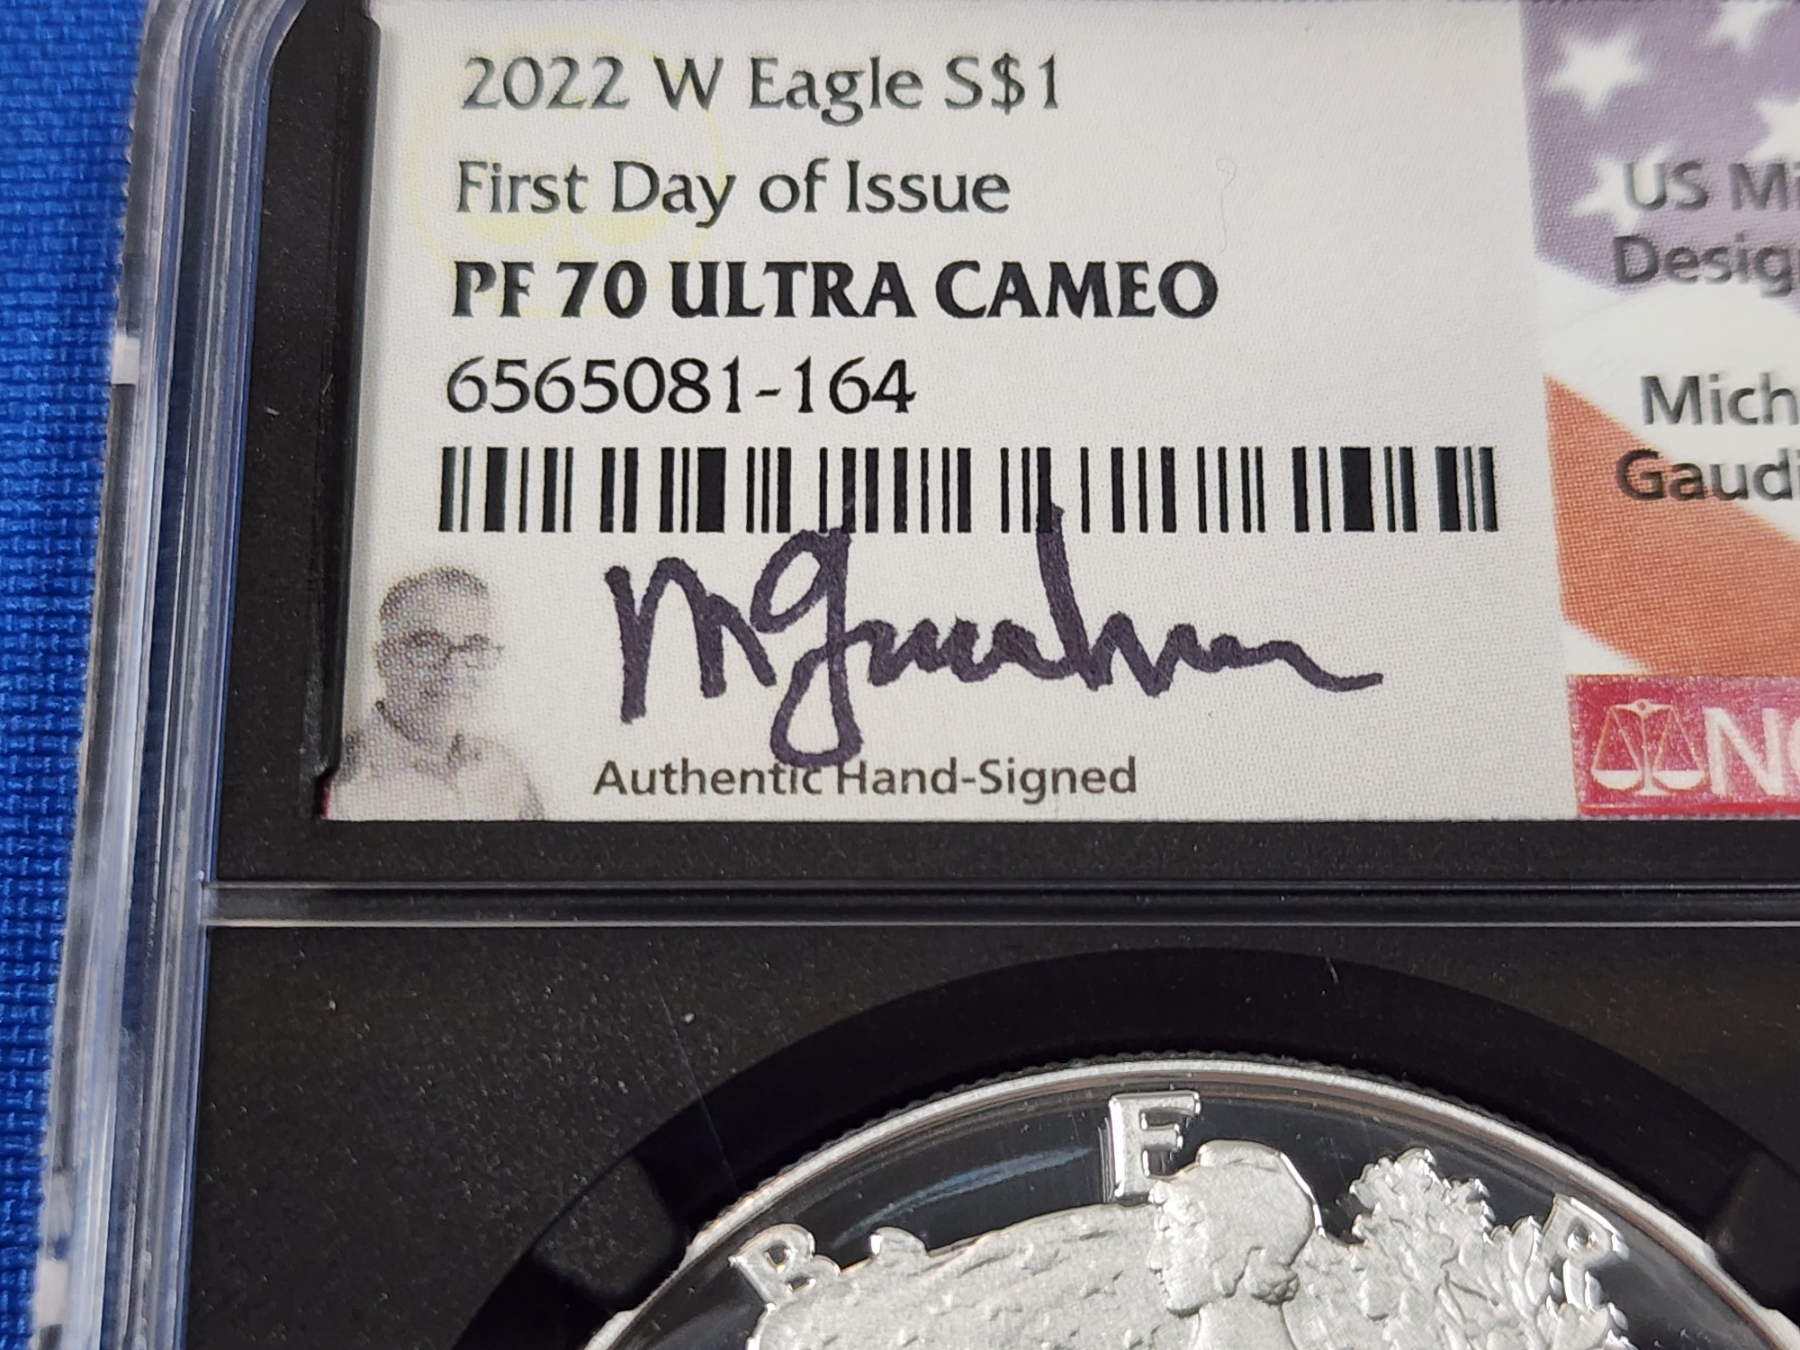 2022 W Eagle S$1
First Day of Issue
PF 70 ULTRA CAMEO
6565081-164
Authentic Hand-Signed
US Mi
Desig
Mich
Gaudi